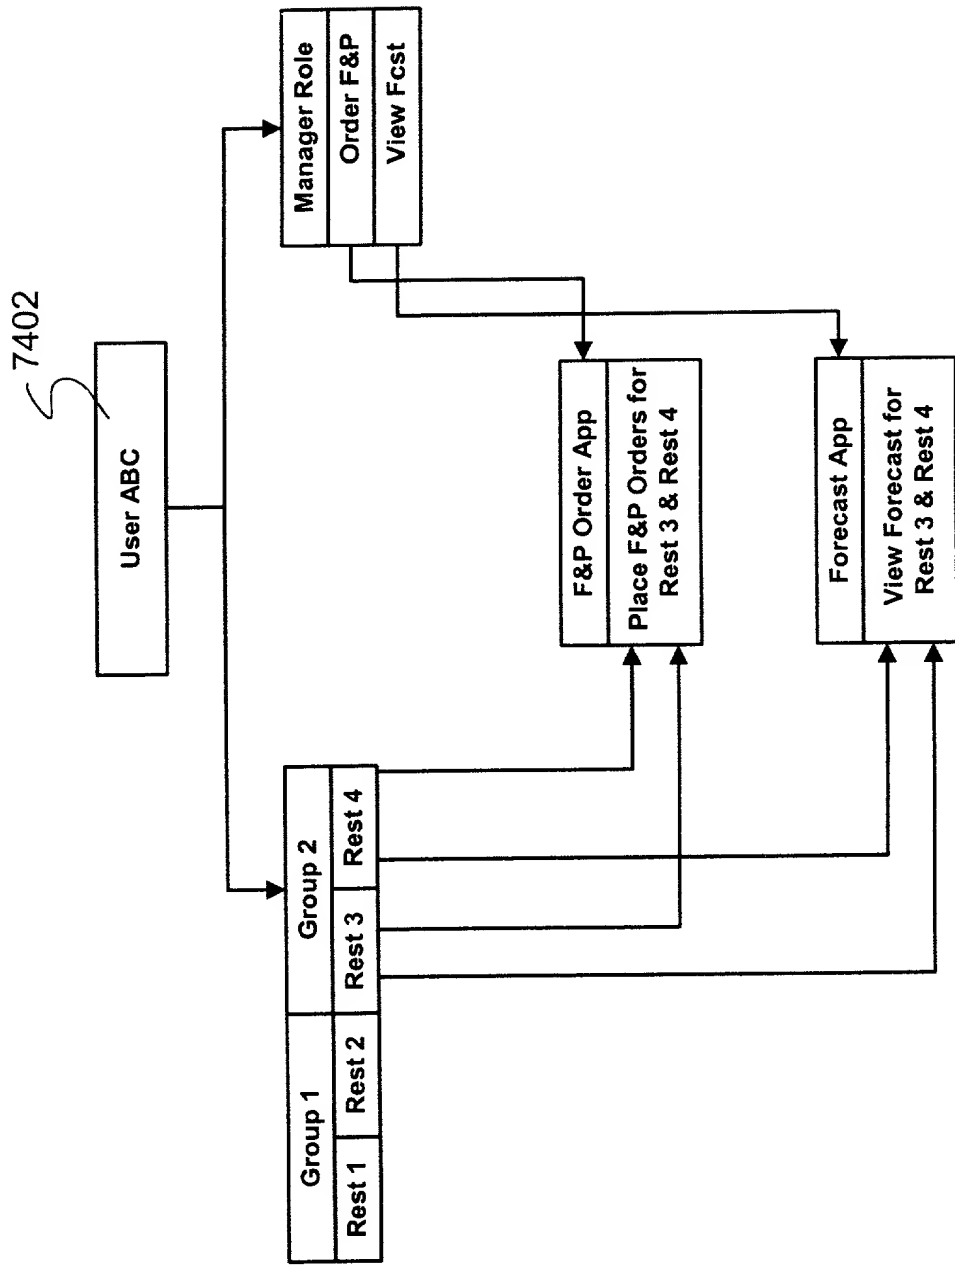 7402
User ABC
Group 1
Group 2
Rest 1
Rest 2
Rest 3
Rest 4
Manager Role
Order F&P
View Fcst
F&P Order App
Place F&P Orders for
Rest 3 & Rest 4
Forecast App
View Forecast for
Rest 3 & Rest 4